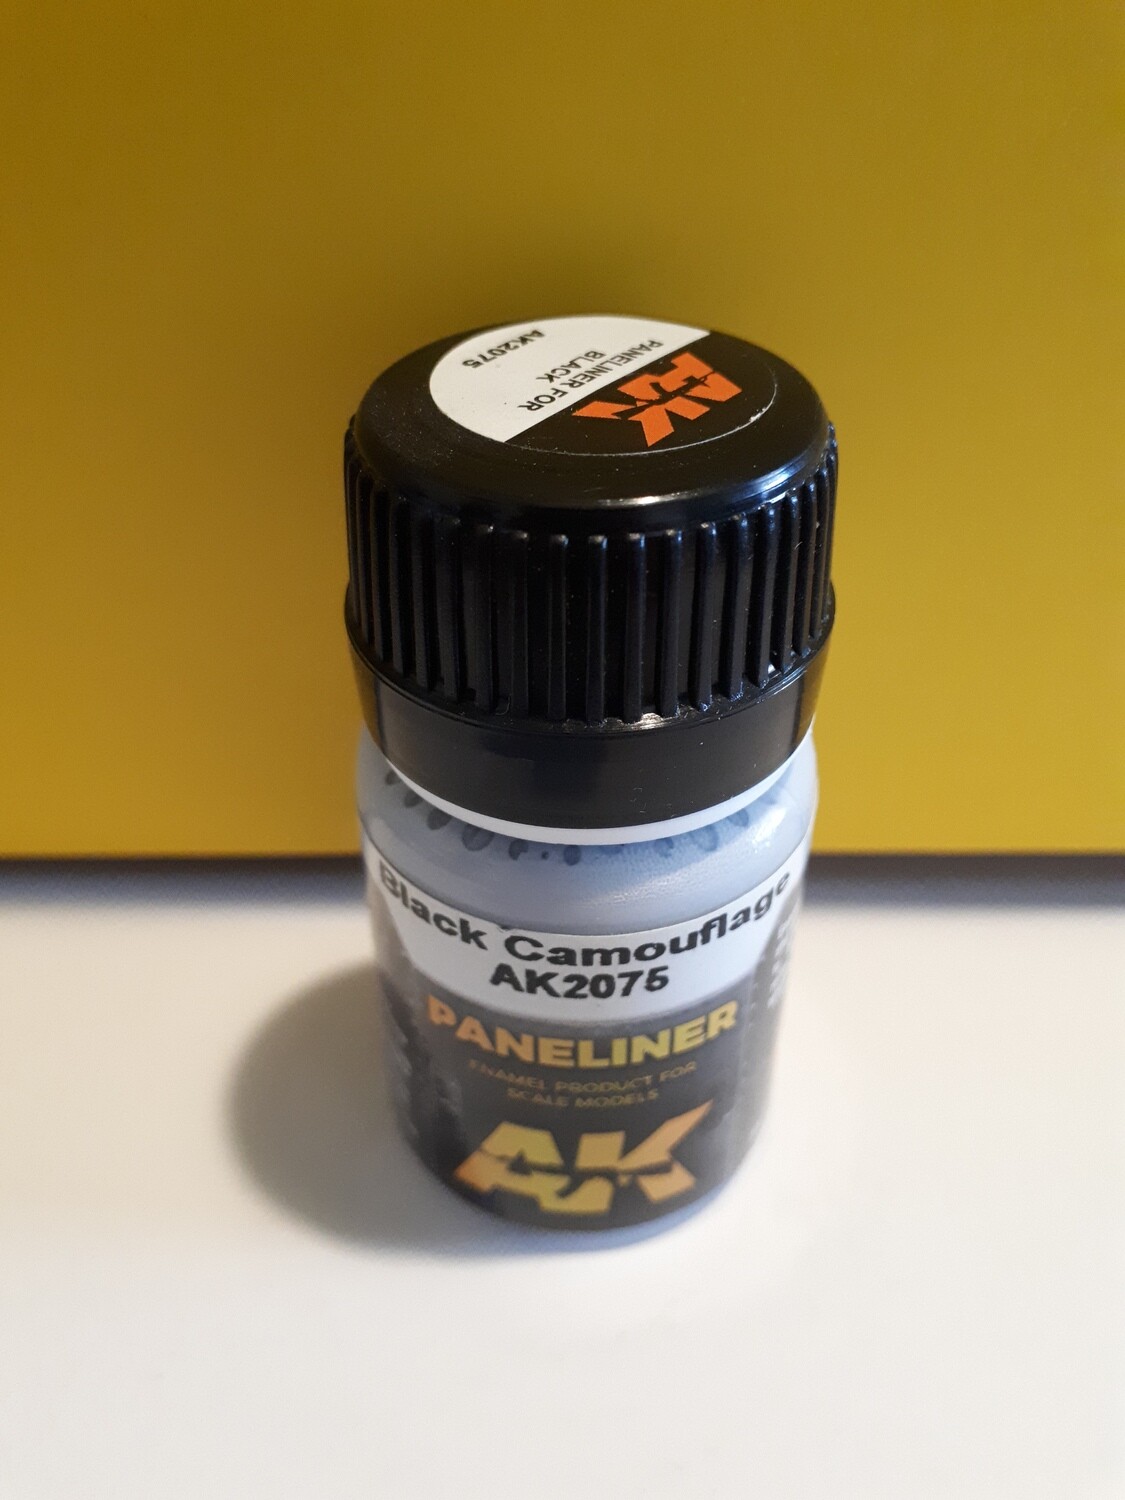 AK
PANELINER FOR
BLACK
AK2075
Black Camouflage
AK2075
PANELINER
ENAMEL PRODUCT FOR
SCALE MODELS
AK